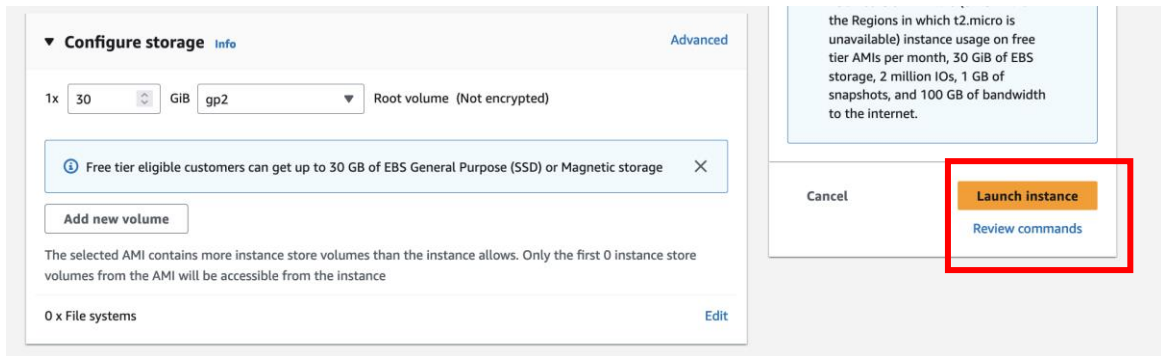 Configure storage Info
Advanced
1x 30 GiB gp2 Root volume (Not encrypted)
Free tier eligible customers can get up to 30 GB of EBS General Purpose (SSD) or Magnetic storage
Add new volume
The selected AMI contains more instance store volumes than the instance allows. Only the first 0 instance store
volumes from the AMI will be accessible from the instance
0 x File systems
Edit
the Regions in which t2.micro is
unavailable) instance usage on free
tier AMIs per month, 30 GiB of EBS
storage, 2 million IOs, 1 GB of
snapshots, and 100 GB of bandwidth
to the internet.
Cancel
Launch instance
Review commands